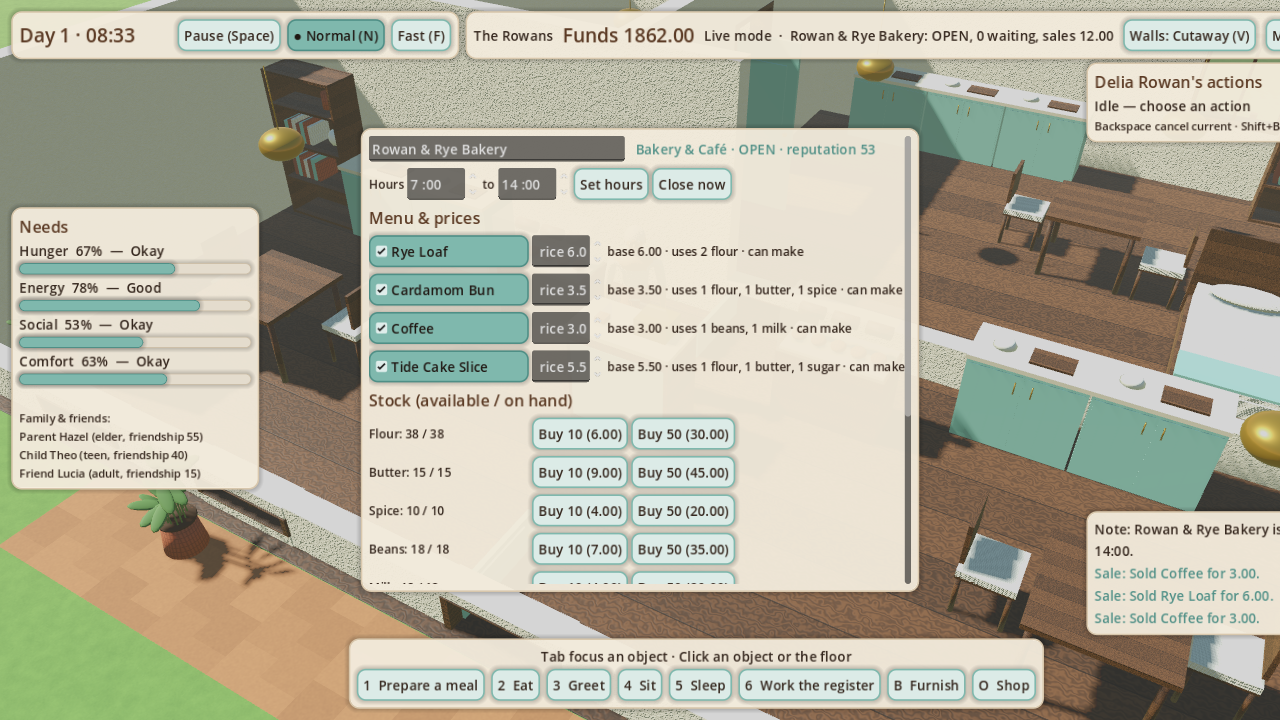 Day 1 · 08:33
Pause (Space)
● Normal (N)
Fast (F)
The Rowans Funds 1862.00 Live mode · Rowan & Rye Bakery: OPEN, 0 waiting, sales 12.00
Walls: Cutaway (V)
Delia Rowan's actions
Idle — choose an action
Backspace cancel current · Shift+B
Needs
Hunger 67% — Okay
Energy 78% — Good
Social 53% — Okay
Comfort 63% — Okay
Family & friends:
Parent Hazel (elder, friendship 55)
Child Theo (teen, friendship 40)
Friend Lucia (adult, friendship 15)
Rowan & Rye Bakery
Bakery & Café · OPEN · reputation 53
Hours 7 :00 to 14 :00 Set hours Close now
Menu & prices
Rye Loaf rice 6.0 base 6.00 · uses 2 flour · can make
Cardamom Bun rice 3.5 base 3.50 · uses 1 flour, 1 butter, 1 spice · can make
Coffee rice 3.0 base 3.00 · uses 1 beans, 1 milk · can make
Tide Cake Slice rice 5.5 base 5.50 · uses 1 flour, 1 butter, 1 sugar · can make
Stock (available / on hand)
Flour: 38 / 38 Buy 10 (6.00) Buy 50 (30.00)
Butter: 15 / 15 Buy 10 (9.00) Buy 50 (45.00)
Spice: 10 / 10 Buy 10 (4.00) Buy 50 (20.00)
Beans: 18 / 18 Buy 10 (7.00) Buy 50 (35.00)
Note: Rowan & Rye Bakery is
14:00.
Sale: Sold Coffee for 3.00.
Sale: Sold Rye Loaf for 6.00.
Sale: Sold Coffee for 3.00.
Tab focus an object · Click an object or the floor
1 Prepare a meal
2 Eat
3 Greet
4 Sit
5 Sleep
6 Work the register
B Furnish
O Shop